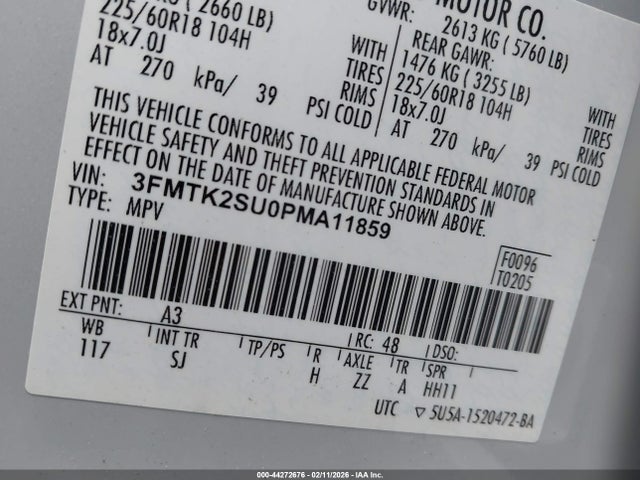 MOTOR CO.
KG ( 2660 LB)
225/60R18 104H
18x7.0J
AT 270 kPa/ 39 PSI COLD
WITH
TIRES
RIMS
GVWR: 2613 KG ( 5760 LB)
REAR GAWR:
1476 KG ( 3255 LB)
225/60R18 104H
18x7.0J
AT 270 kPa/ 39 PSI COLD
WITH
TIRES
RIMS
THIS VEHICLE CONFORMS TO ALL APPLICABLE FEDERAL MOTOR
VEHICLE SAFETY AND THEFT PREVENTION STANDARDS IN
EFFECT ON THE DATE OF MANUFACTURE SHOWN ABOVE.
VIN: 3FMTK2SU0PMA11859
TYPE: MPV
F0096
T0205
EXT PNT: A3
RC: 48 DSO:
WB INT TR TP/PS R AXLE TR SPR
117 SJ H ZZ A HH11
UTC ▽ 5U5A-1520472-BA
000-44272676 - 02/11/2026 - IAA Inc.